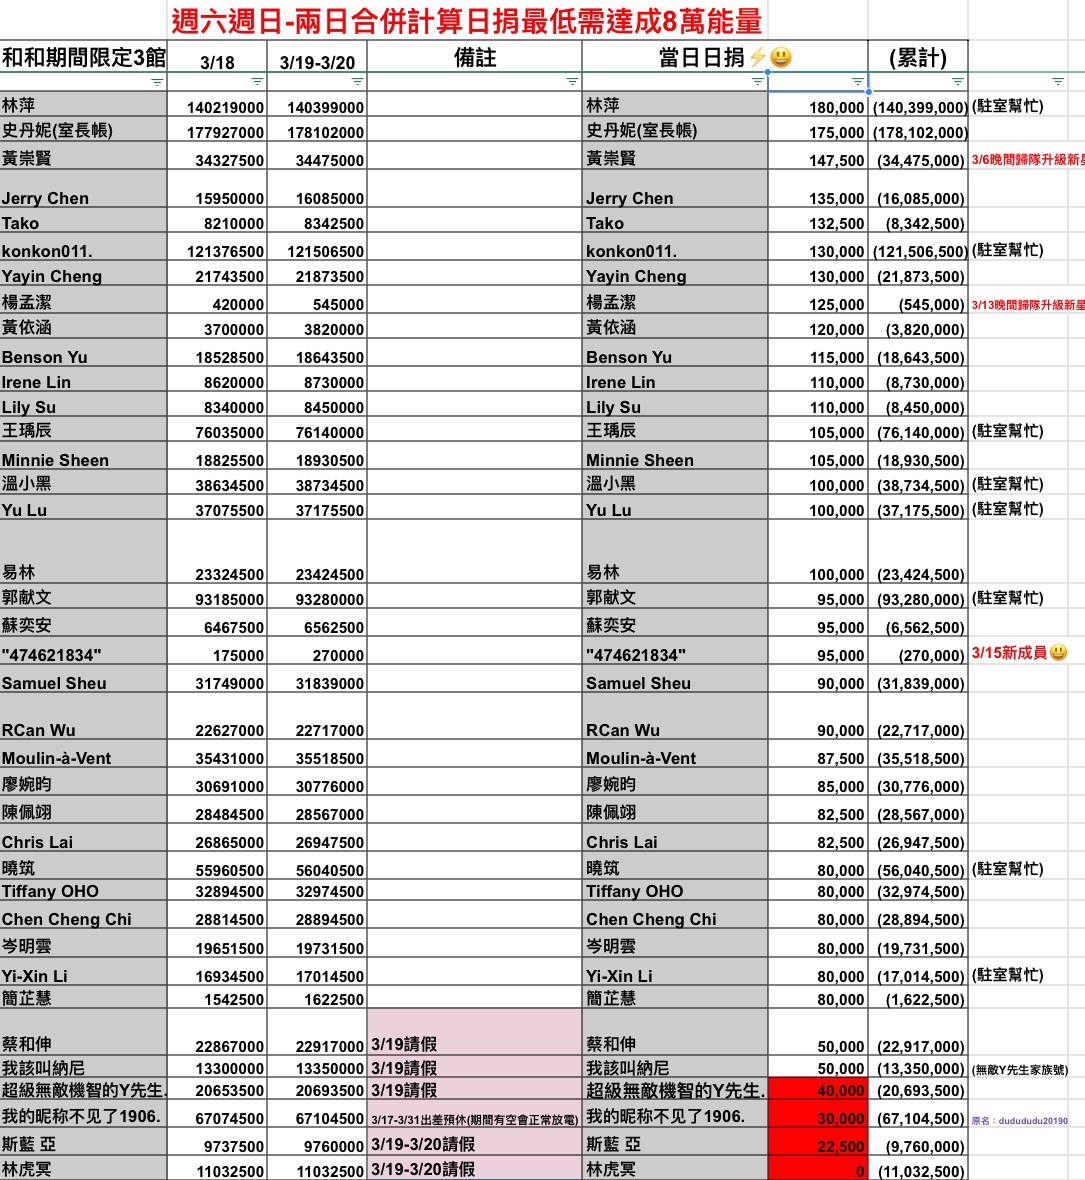 週六週日-兩日合併計算日捐最低需達成8萬能量
和和期間限定3館 3/18 3/19-3/20 備註 當日日捐⚡😃 (累計)
林萍 140219000 140399000 林萍 180,000 (140,399,000) (駐室幫忙)
史丹妮(室長帳) 177927000 178102000 史丹妮(室長帳) 175,000 (178,102,000)
黃崇賢 34327500 34475000 黃崇賢 147,500 (34,475,000) 3/6晚間歸隊升級新星
Jerry Chen 15950000 16085000 Jerry Chen 135,000 (16,085,000)
Tako 8210000 8342500 Tako 132,500 (8,342,500)
konkon011. 121376500 121506500 konkon011. 130,000 (121,506,500) (駐室幫忙)
Yayin Cheng 21743500 21873500 Yayin Cheng 130,000 (21,873,500)
楊孟潔 420000 545000 楊孟潔 125,000 (545,000) 3/13晚間歸隊升級新星
黃依涵 3700000 3820000 黃依涵 120,000 (3,820,000)
Benson Yu 18528500 18643500 Benson Yu 115,000 (18,643,500)
Irene Lin 8620000 8730000 Irene Lin 110,000 (8,730,000)
Lily Su 8340000 8450000 Lily Su 110,000 (8,450,000)
王瑀辰 76035000 76140000 王瑀辰 105,000 (76,140,000) (駐室幫忙)
Minnie Sheen 18825500 18930500 Minnie Sheen 105,000 (18,930,500)
溫小黑 38634500 38734500 溫小黑 100,000 (38,734,500) (駐室幫忙)
Yu Lu 37075500 37175500 Yu Lu 100,000 (37,175,500) (駐室幫忙)
易林 23324500 23424500 易林 100,000 (23,424,500)
郭献文 93185000 93280000 郭献文 95,000 (93,280,000) (駐室幫忙)
蘇奕安 6467500 6562500 蘇奕安 95,000 (6,562,500)
"474621834" 175000 270000 "474621834" 95,000 (270,000) 3/15新成員😃
Samuel Sheu 31749000 31839000 Samuel Sheu 90,000 (31,839,000)
RCan Wu 22627000 22717000 RCan Wu 90,000 (22,717,000)
Moulin-à-Vent 35431000 35518500 Moulin-à-Vent 87,500 (35,518,500)
廖婉昀 30691000 30776000 廖婉昀 85,000 (30,776,000)
陳佩翊 28484500 28567000 陳佩翊 82,500 (28,567,000)
Chris Lai 26865000 26947500 Chris Lai 82,500 (26,947,500)
曉筑 55960500 56040500 曉筑 80,000 (56,040,500) (駐室幫忙)
Tiffany OHO 32894500 32974500 Tiffany OHO 80,000 (32,974,500)
Chen Cheng Chi 28814500 28894500 Chen Cheng Chi 80,000 (28,894,500)
岑明雲 19651500 19731500 岑明雲 80,000 (19,731,500)
Yi-Xin Li 16934500 17014500 Yi-Xin Li 80,000 (17,014,500) (駐室幫忙)
簡芷慧 1542500 1622500 簡芷慧 80,000 (1,622,500)
蔡和伸 22867000 22917000 3/19請假 蔡和伸 50,000 (22,917,000)
我該叫納尼 13300000 13350000 3/19請假 我該叫納尼 50,000 (13,350,000) (無敵Y先生家族號)
超級無敵機智的Y先生. 20653500 20693500 3/19請假 超級無敵機智的Y先生. 40,000 (20,693,500)
我的昵称不见了1906. 67074500 67104500 3/17-3/31出差預休(期間有空會正常放電) 我的昵称不见了1906. 30,000 (67,104,500) 原名：dudududu20190
斯藍 亞 9737500 9760000 3/19-3/20請假 斯藍 亞 22,500 (9,760,000)
林虎冥 11032500 11032500 3/19-3/20請假 林虎冥 0 (11,032,500)